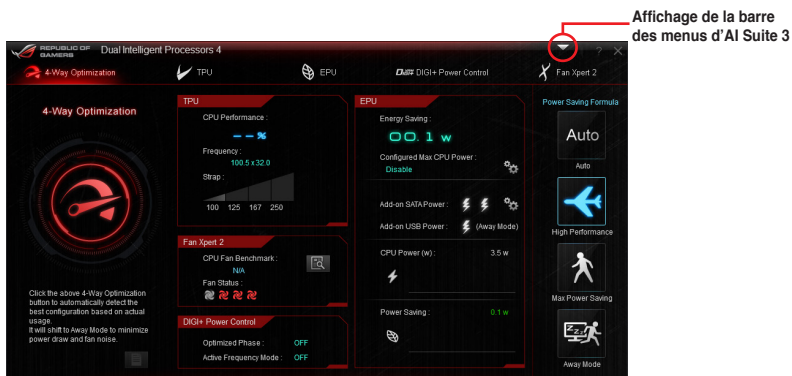 Affichage de la barre
des menus d'AI Suite 3
REPUBLIC OF
GAMERS
Dual Intelligent Processors 4
?
4-Way Optimization
TPU
EPU
DIGI+ Power Control
Fan Xpert 2
4-Way Optimization
Click the above 4-Way Optimization
button to automatically detect the
best configuration based on actual
usage.
It will shift to Away Mode to minimize
power draw and fan noise.
TPU
CPU Performance :
– – %
Frequency :
100.5 x 32.0
Strap :
100 125 167 250
Fan Xpert 2
CPU Fan Benchmark :
N/A
Fan Status :
DIGI+ Power Control
Optimized Phase : OFF
Active Frequency Mode : OFF
EPU
Energy Saving :
00.1 w
Configured Max CPU Power :
Disable
Add-on SATA Power :
Add-on USB Power : (Away Mode)
CPU Power (w) : 3.5 w
Power Saving : 0.1 w
Power Saving Formula
Auto
Auto
High Performance
Max Power Saving
Zzz
Away Mode